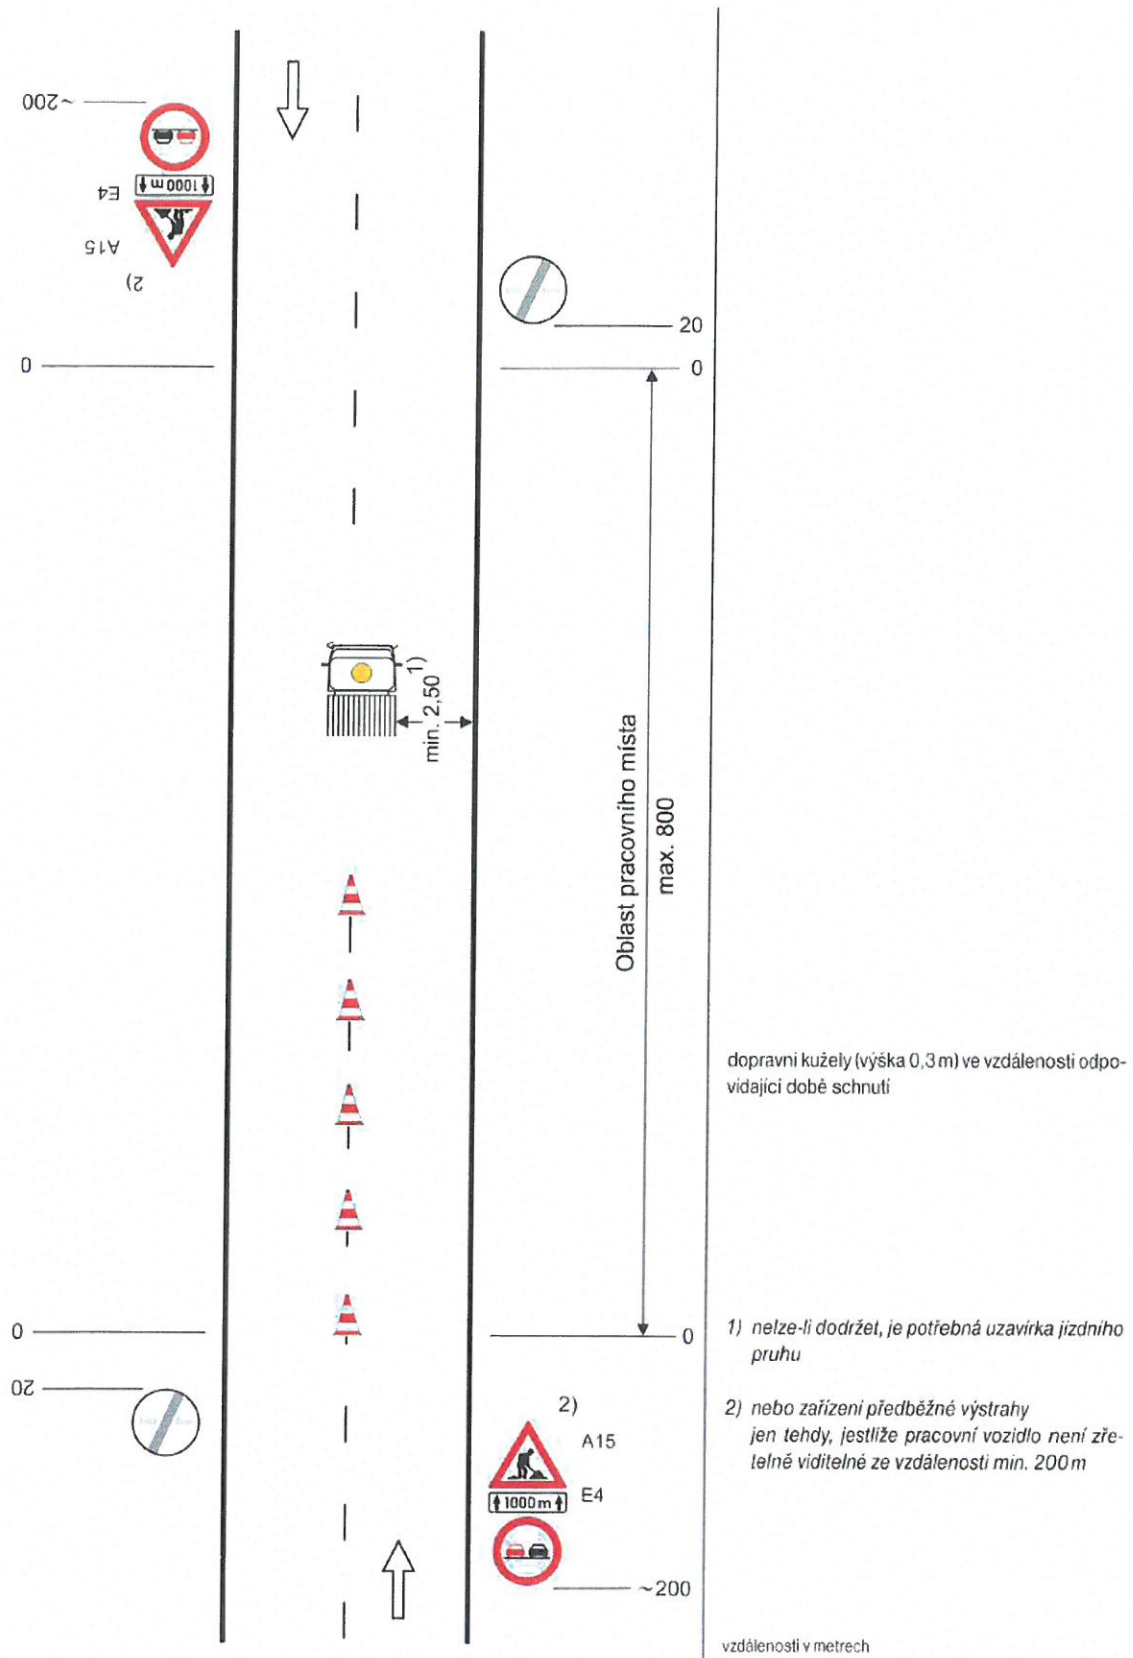 ~200
1000 m
E4
A15
2)
20
0
0
1)
min. 2,50
Oblast pracovního místa
max. 800
dopravní kužely (výška 0,3 m) ve vzdálenosti odpo-
vídající době schnutí
0
0
20
1) nelze-li dodržet, je potřebná uzavírka jízdního
pruhu
2) nebo zařízení předběžné výstrahy
jen tehdy, jestliže pracovní vozidlo není zře-
telně viditelné ze vzdálenosti min. 200 m
2)
A15
E4
1000 m
~200
vzdálenosti v metrech